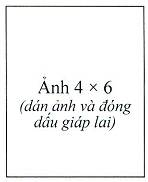 Ảnh 4 × 6
(dán ảnh và đóng
dấu giáp lai)